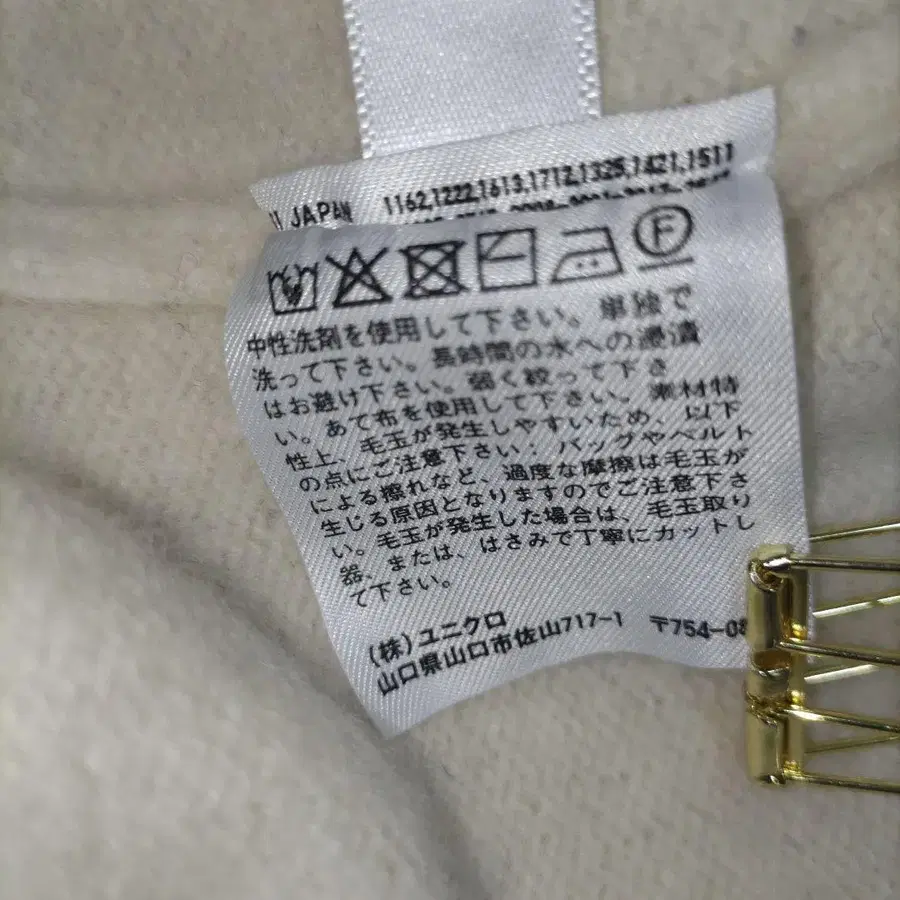 JAPAN 1162,1222,1613,1712,1325,1421,1511
F
中性洗剤を使用して下さい。単独で
洗って下さい。長時間の水への浸漬
はお避け下さい。弱く絞って下さ
い。あて布を使用して下さい。素材特
性上、毛玉が発生しやすいため、以下
の点にご注意下さい：バッグやベルト
による擦れなど、過度な摩擦は毛玉が
生じる原因となりますのでご注意下さ
い。毛玉が発生した場合は、毛玉取り
器、または、はさみで丁寧にカットし
て下さい。
(株)ユニクロ
山口県山口市佐山717-1 〒754-08